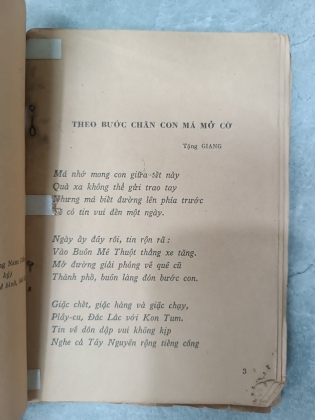 THEO BƯỚC CHÂN CON MÁ MỞ CỜ
Tặng GIANG
Má nhớ mong con giữa tết này
Quà xa không thể gửi trao tay
Nhưng má biết đường lên phía trước
Sẽ có tin vui đến một ngày.
Ngày ấy đây rồi, tin rộn rã :
Vào Buôn Mê Thuột thẳng xe tăng.
Mở đường giải phóng về quê cũ
Thành phố, buôn làng đón bước con.
Giặc chết, giặc hàng và giặc chạy,
Plây-cu, Đắc Lắc với Kon Tum.
Tin về dồn dập vui không kịp
Nghe cả Tây Nguyên rộng tiếng công
3